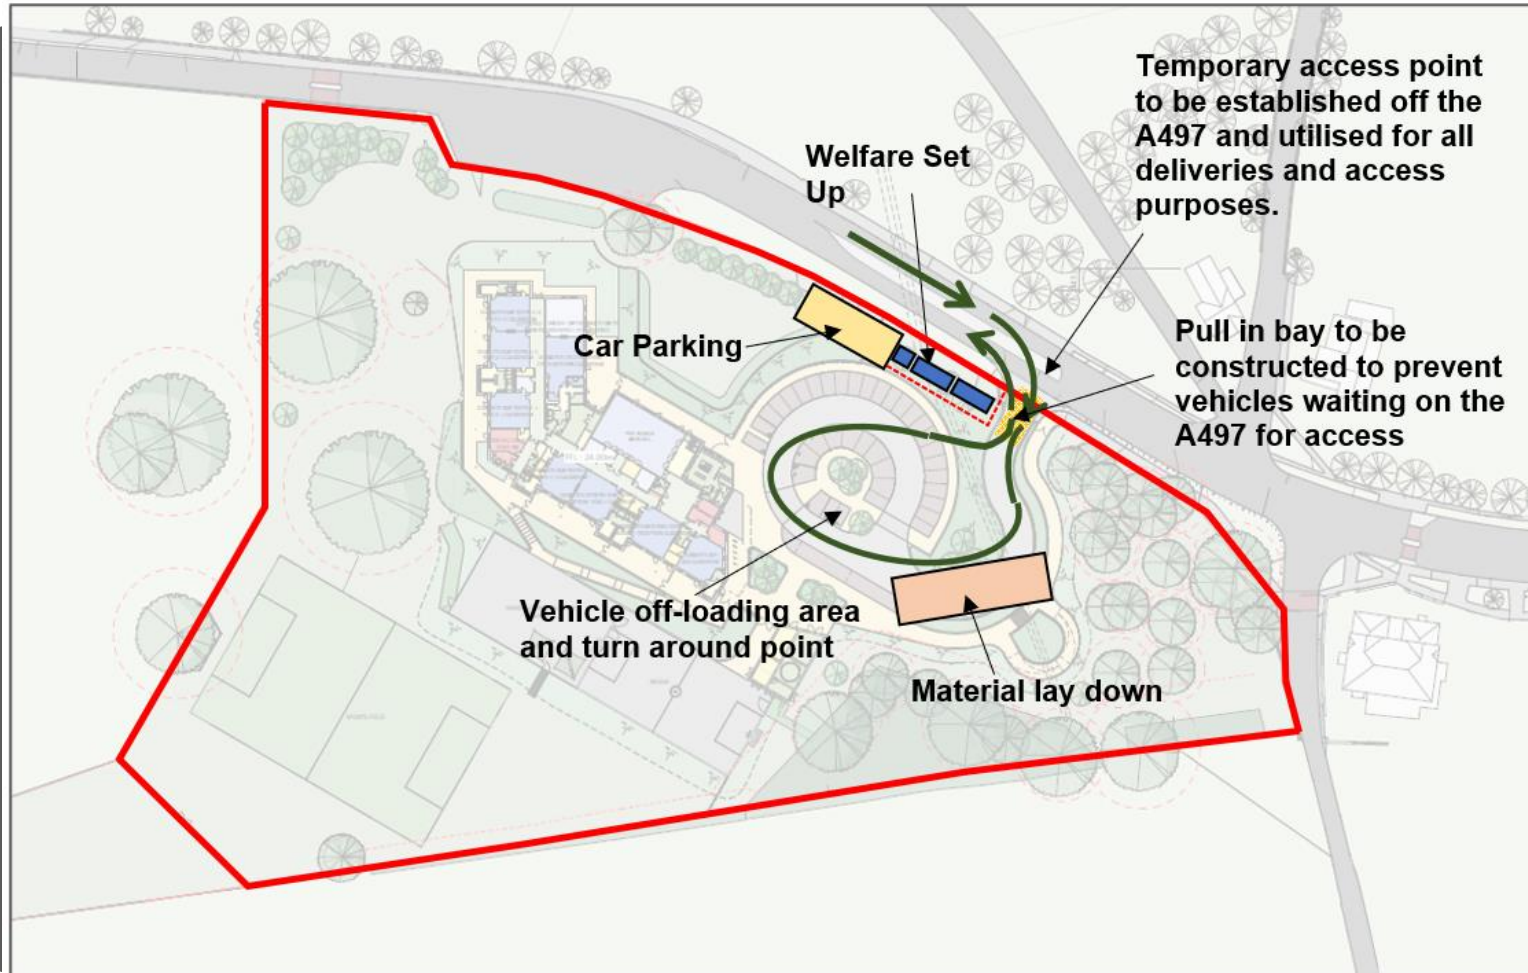 Temporary access point
to be established off the
A497 and utilised for all
deliveries and access
purposes.
Welfare Set
Up
Car Parking
Pull in bay to be
constructed to prevent
vehicles waiting on the
A497 for access
Vehicle off-loading area
and turn around point
Material lay down